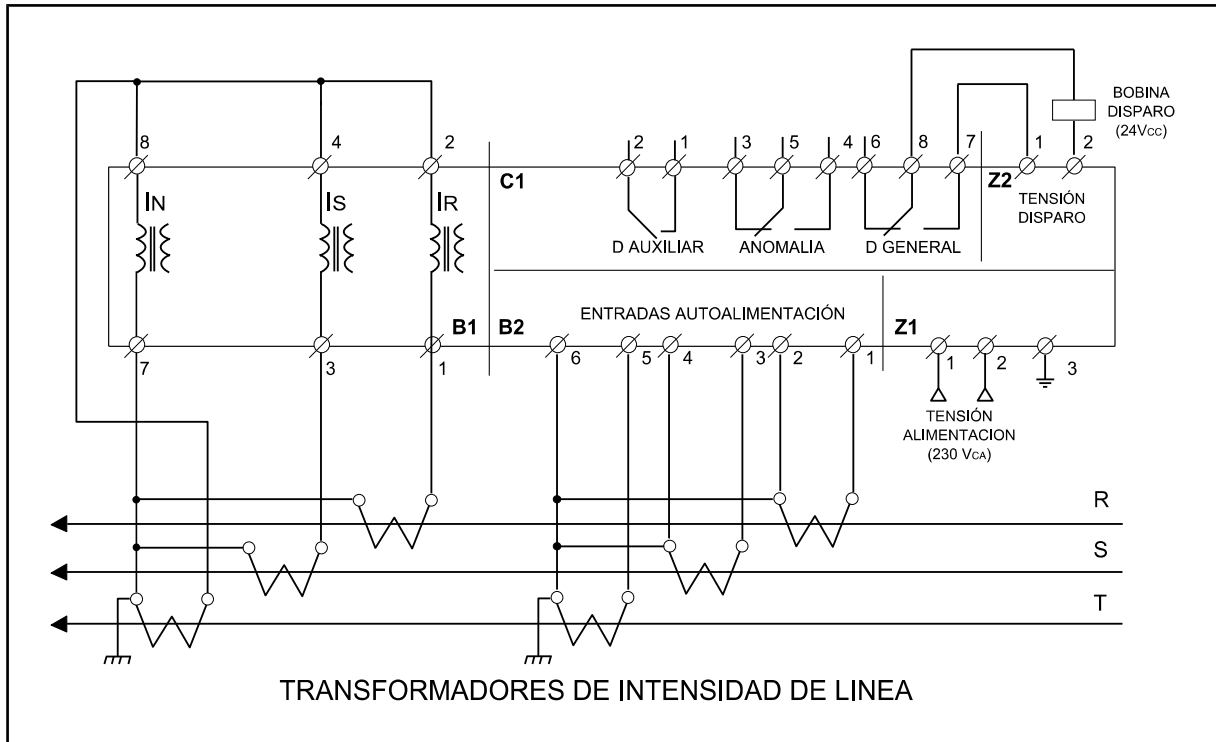 BOBINA
DISPARO
(24Vcc)
8 4 2 2 1 3 5 4 6 8 7 1 2
C1 Z2
IN IS IR
TENSIÓN
DISPARO
D AUXILIAR ANOMALIA D GENERAL
ENTRADAS AUTOALIMENTACIÓN
B1 B2 Z1
7 3 1 6 5 4 3 2 1 1 2 3
TENSIÓN
ALIMENTACION
(230 VCA)
R
S
T
TRANSFORMADORES DE INTENSIDAD DE LINEA